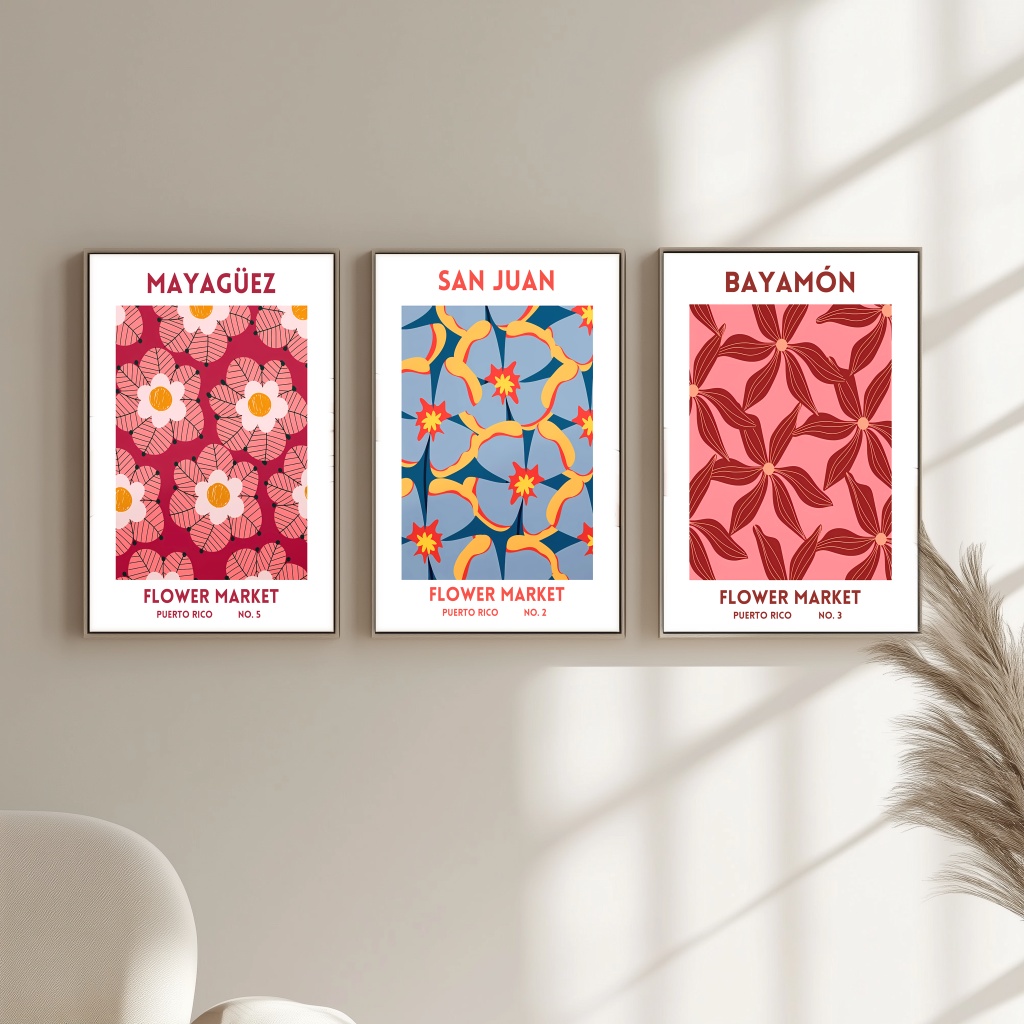 MAYAGÜEZ
FLOWER MARKET
PUERTO RICO NO. 5
SAN JUAN
FLOWER MARKET
PUERTO RICO NO. 2
BAYAMÓN
FLOWER MARKET
PUERTO RICO NO. 3